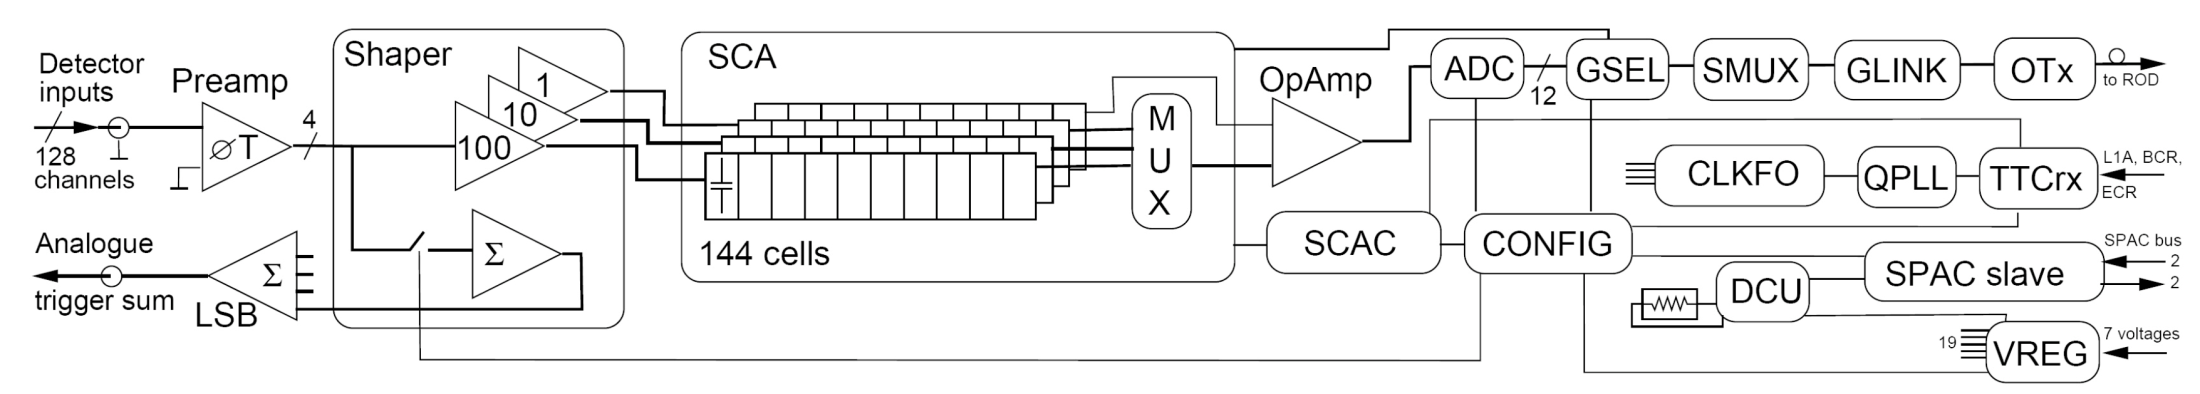 Detector
inputs
128
channels
Preamp
ØT
4
Shaper
1
10
100
Σ
Analogue
trigger sum
Σ
LSB
SCA
144 cells
M
U
X
OpAmp
ADC
12
GSEL
SMUX
GLINK
OTx
to ROD
CLKFO
QPLL
TTCrx
L1A, BCR,
ECR
SCAC
CONFIG
SPAC slave
SPAC bus
2
2
DCU
19
VREG
7 voltages